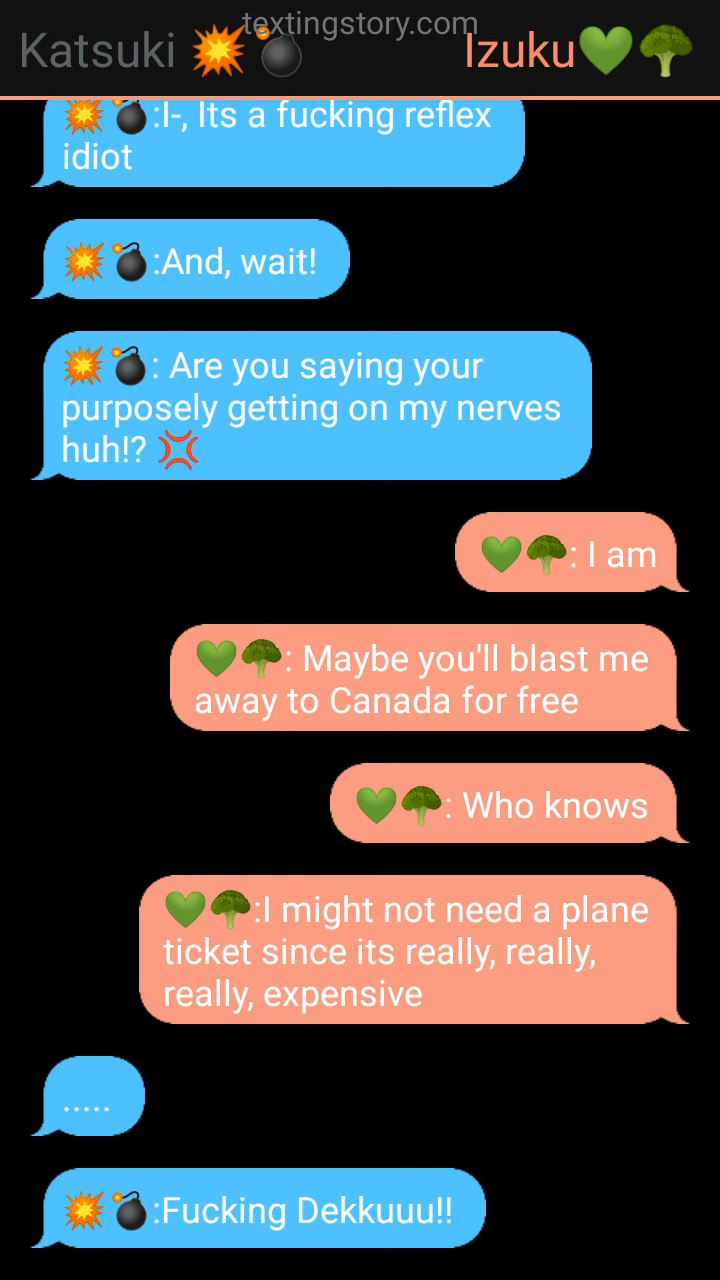 textingstory.com
Katsuki 💥💣
Izuku💚🥦
💥💣:I-, Its a fucking reflex
idiot
💥💣:And, wait!
💥💣: Are you saying your
purposely getting on my nerves
huh!? 💢
💚🥦: I am
💚🥦: Maybe you'll blast me
away to Canada for free
💚🥦: Who knows
💚🥦:I might not need a plane
ticket since its really, really,
really, expensive
.....
💥💣:Fucking Dekkuuu!!